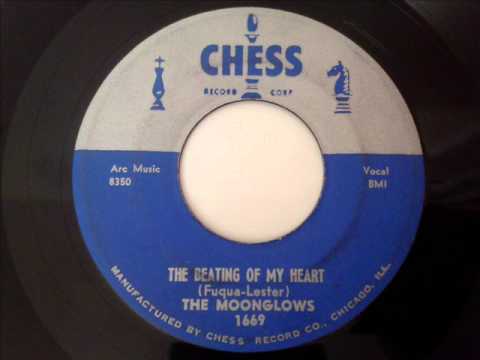 CHESS
RECORD CORP
Arc Music
8350
Vocal
BMI
THE BEATING OF MY HEART
(Fuqua-Lester)
THE MOONGLOWS
1669
MANUFACTURED BY CHESS RECORD CO., CHICAGO, ILL.